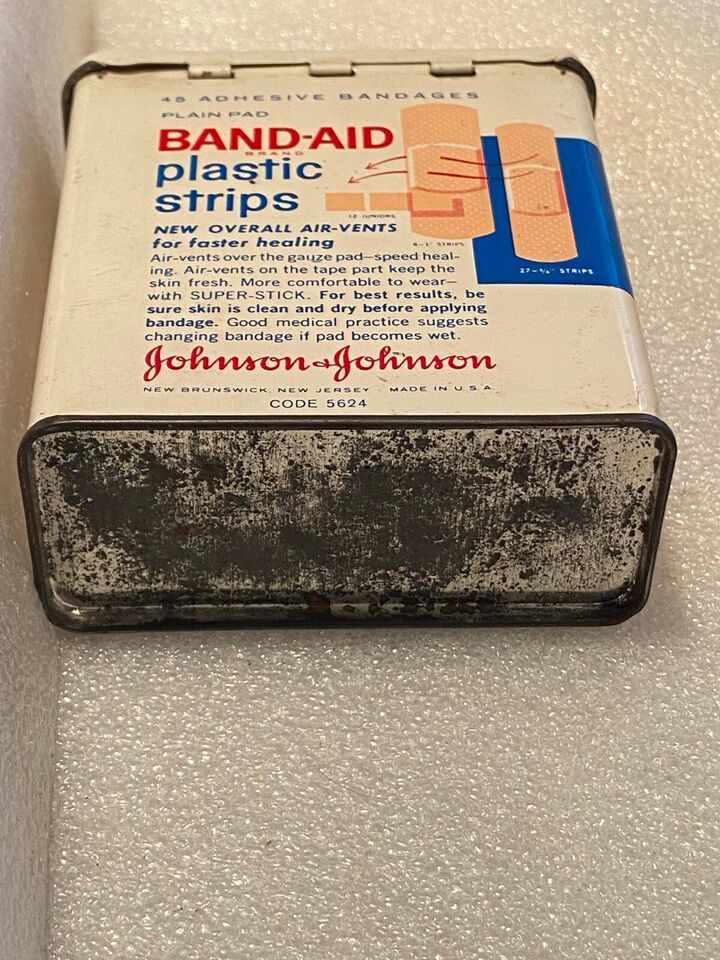 45 ADHESIVE BANDAGES
PLAIN PAD
BAND-AID
BRAND
plastic
strips
12 JUNIORS
6-1" STRIPS
27-3/4" STRIPS
NEW OVERALL AIR-VENTS
for faster healing
Air-vents over the gauze pad—speed heal-
ing. Air-vents on the tape part keep the
skin fresh. More comfortable to wear—
with SUPER-STICK. For best results, be
sure skin is clean and dry before applying
bandage. Good medical practice suggests
changing bandage if pad becomes wet.
Johnson & Johnson
NEW BRUNSWICK, NEW JERSEY MADE IN U.S.A.
CODE 5624